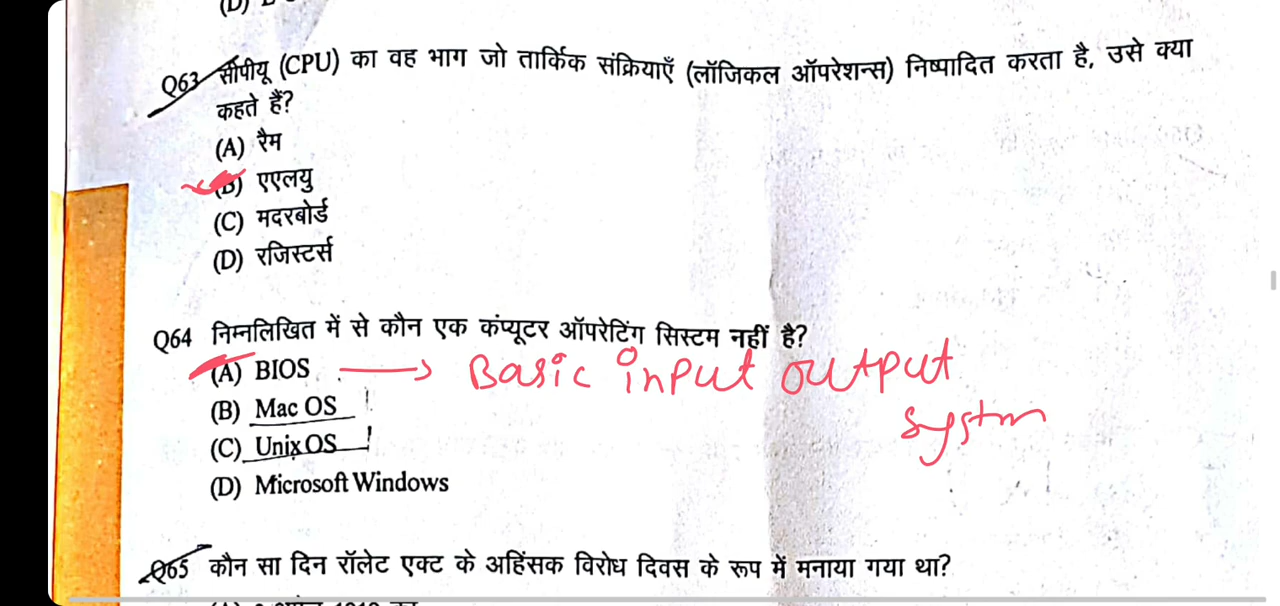 (D)
Q63 सीपीयू (CPU) का वह भाग जो तार्किक संक्रियाएँ (लॉजिकल ऑपरेशन्स) निष्पादित करता है, उसे क्या
कहते हैं?
(A) रैम
(B) एएलयु
(C) मदरबोर्ड
(D) रजिस्टर्स
Q64 निम्नलिखित में से कौन एक कंप्यूटर ऑपरेटिंग सिस्टम नहीं है?
(A) BIOS → Basic input output
(B) Mac OS
systm
(C) Unix OS
(D) Microsoft Windows
Q65 कौन सा दिन रॉलेट एक्ट के अहिंसक विरोध दिवस के रूप में मनाया गया था?